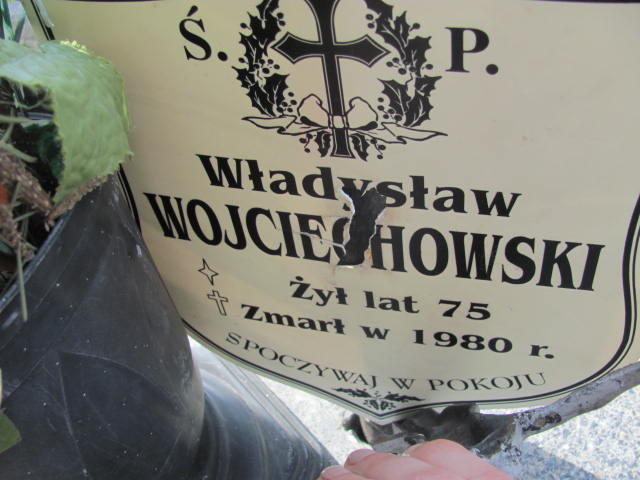 Ś. P.
Władysław
WOJCIECHOWSKI
Żył lat 75
Zmarł w 1980 r.
SPOCZYWAJ W POKOJU